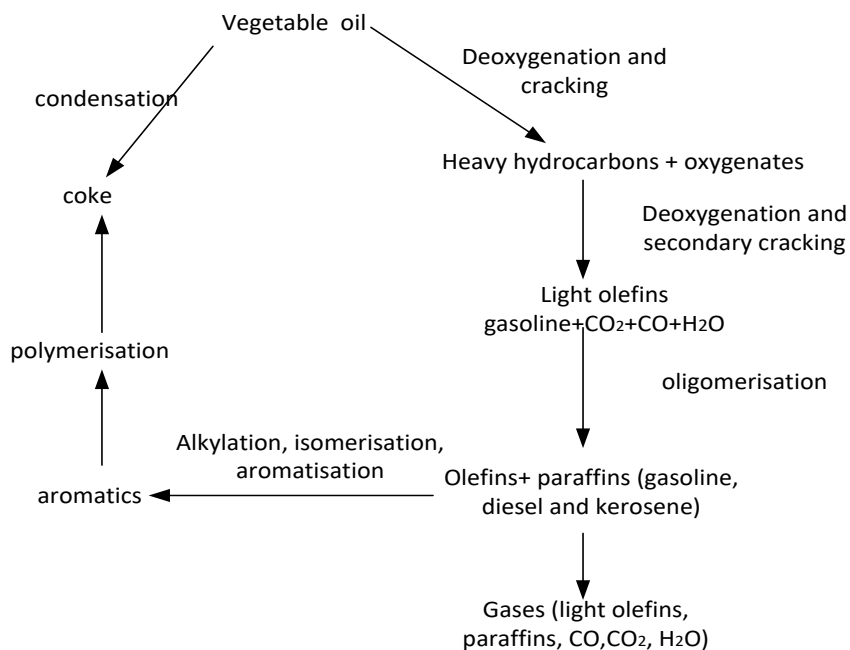 Vegetable oil
Deoxygenation and
cracking
condensation
Heavy hydrocarbons + oxygenates
coke
Deoxygenation and
secondary cracking
Light olefins
gasoline+CO₂+CO+H₂O
polymerisation
oligomerisation
Alkylation, isomerisation,
aromatisation
Olefins+ paraffins (gasoline,
diesel and kerosene)
aromatics
Gases (light olefins,
paraffins, CO,CO₂, H₂O)